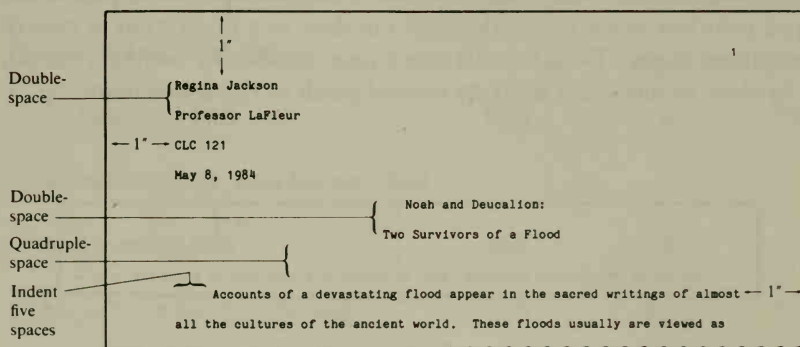 1"
1
Double-
space
Regina Jackson
Professor LaFleur
1" CLC 121
May 8, 1984
Double-
space
Noah and Deucalion:
Two Survivors of a Flood
Quadruple-
space
Indent
five
spaces
Accounts of a devastating flood appear in the sacred writings of almost 1"
all the cultures of the ancient world. These floods usually are viewed as